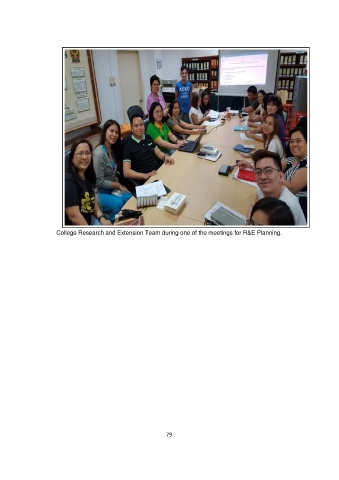 College Research and Extension Team during one of the meetings for R&E Planning.
79